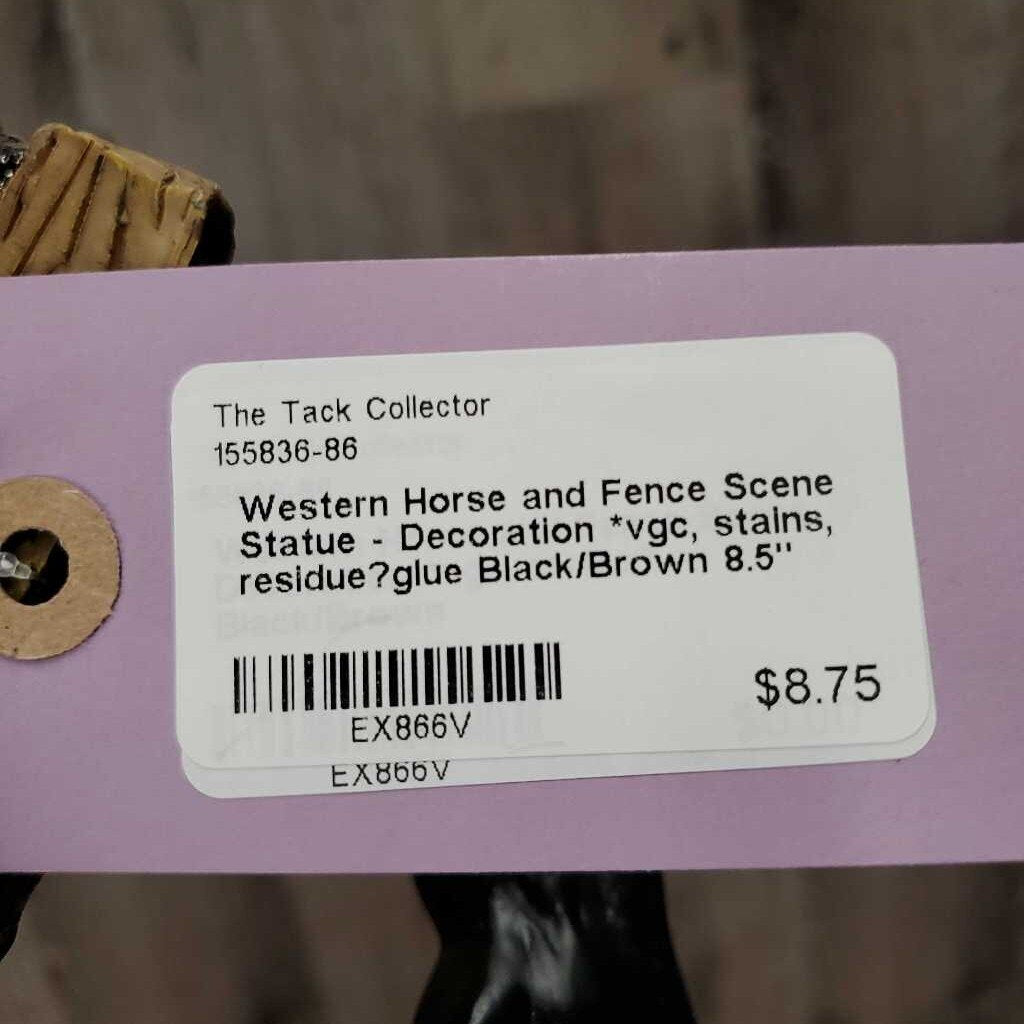 The Tack Collector
155836-86
Western Horse and Fence Scene
Statue - Decoration *vgc, stains,
residue?glue Black/Brown 8.5"
$8.75
EX866V
EX866V